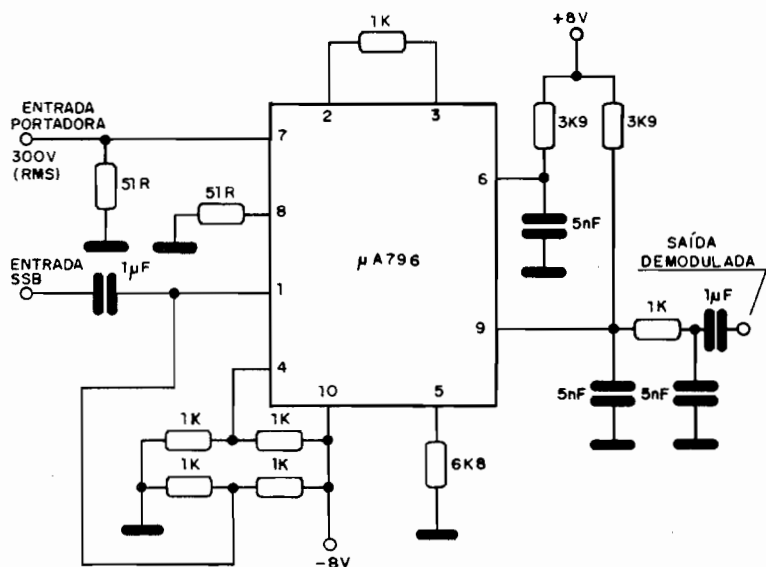 1K
+8V
2
3
ENTRADA
PORTADORA
7
3K9
3K9
300V
(RMS)
51R
51R
6
8
5nF
ENTRADA
SSB
1µF
µA796
SAÍDA
DEMODULADA
1
1K
1µF
9
4
10
5
5nF
5nF
1K
1K
1K
1K
6K8
-8V